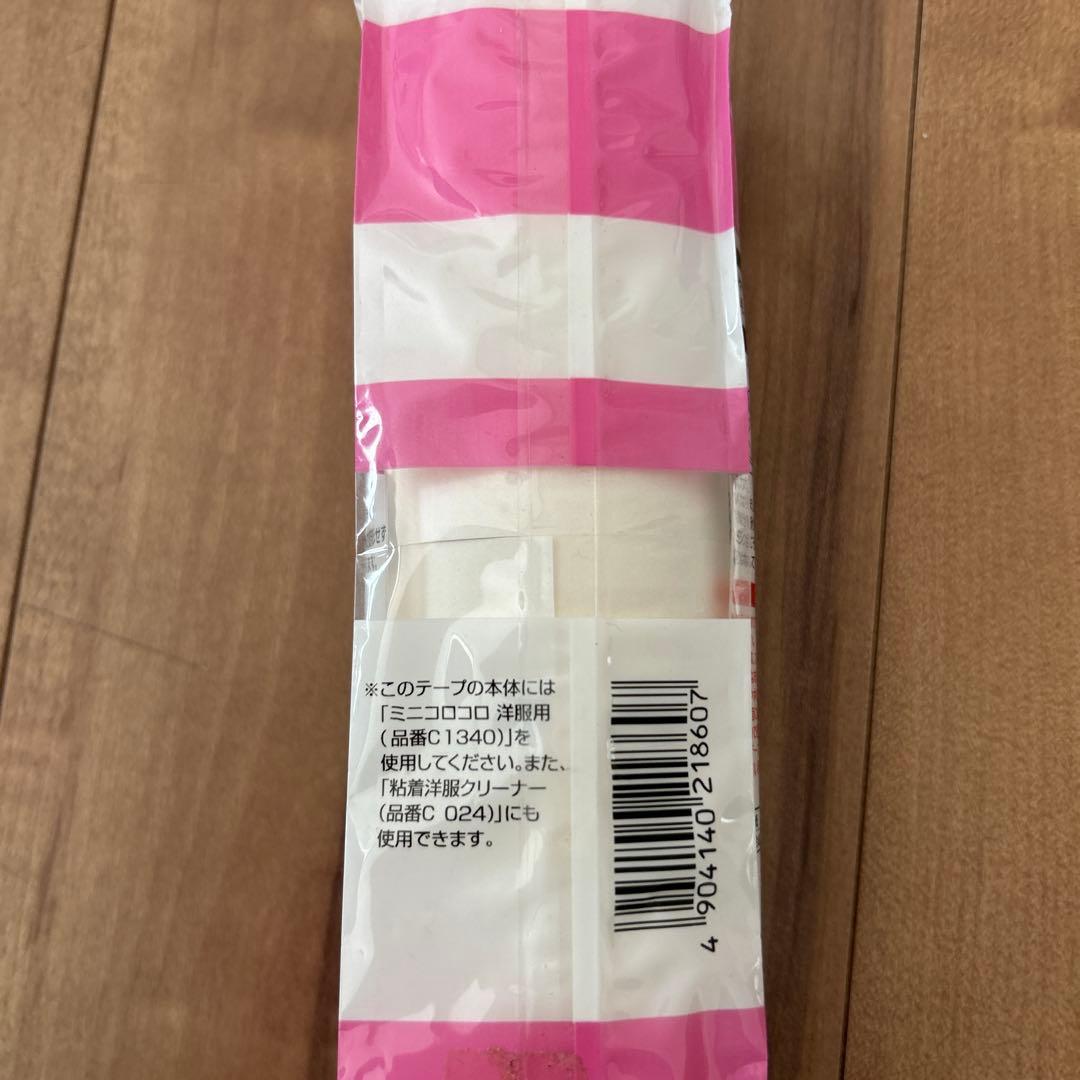 ※このテープの本体には
「ミニコロコロ 洋服用
(品番C1340)」を
使用してください。また、
「粘着洋服クリーナー
(品番C 024)」にも
使用できます。
4 904140 218607